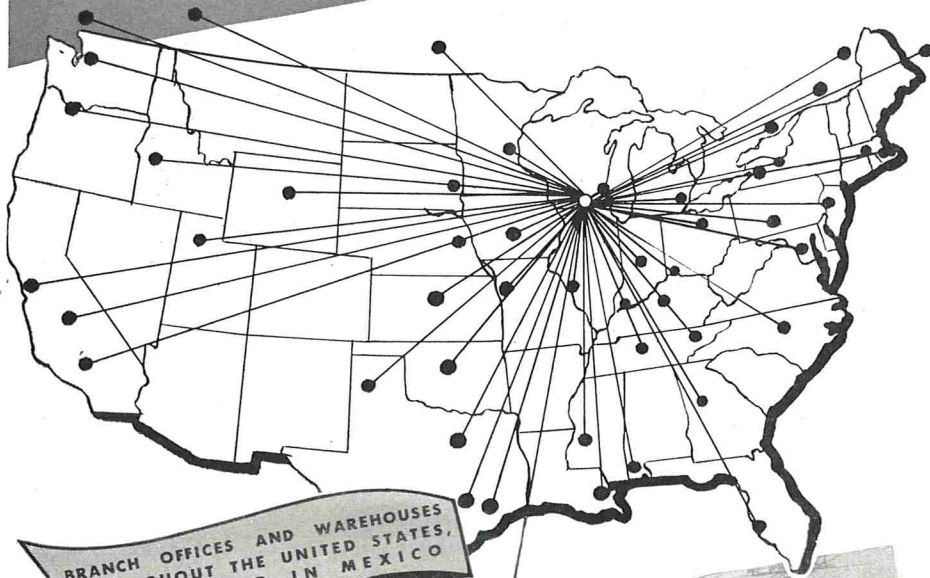 BRANCH OFFICES AND WAREHOUSES
THE UNITED STATES,
IN MEXICO